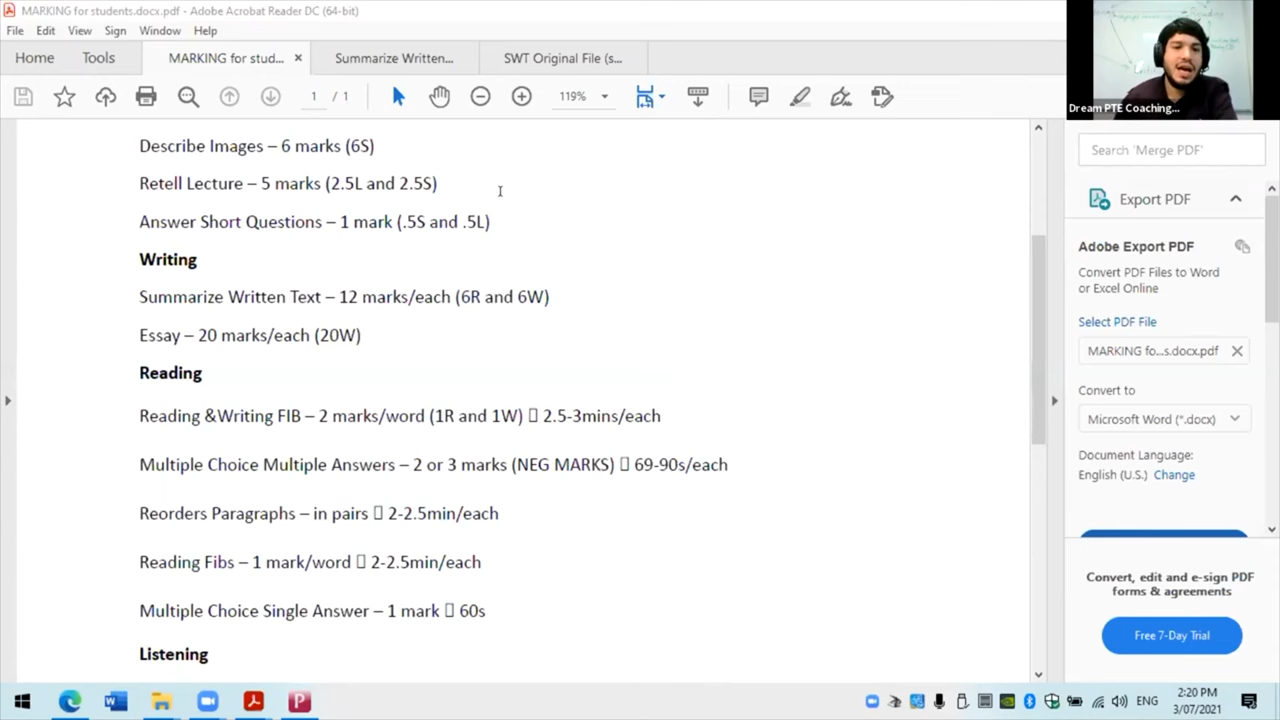 MARKING for students.docx.pdf - Adobe Acrobat Reader DC (64-bit)
File Edit View Sign Window Help
Home Tools MARKING for stud... × Summarize Written... SWT Original File (s...
1 / 1 119%
Dream PTE Coaching...
Describe Images – 6 marks (6S)
Retell Lecture – 5 marks (2.5L and 2.5S)
Answer Short Questions – 1 mark (.5S and .5L)
Writing
Summarize Written Text – 12 marks/each (6R and 6W)
Essay – 20 marks/each (20W)
Reading
Reading &Writing FIB – 2 marks/word (1R and 1W) 2.5-3mins/each
Multiple Choice Multiple Answers – 2 or 3 marks (NEG MARKS) 69-90s/each
Reorders Paragraphs – in pairs 2-2.5min/each
Reading Fibs – 1 mark/word 2-2.5min/each
Multiple Choice Single Answer – 1 mark 60s
Listening
Search 'Merge PDF'
Export PDF
Adobe Export PDF
Convert PDF Files to Word
or Excel Online
Select PDF File
MARKING fo...s.docx.pdf
Convert to
Microsoft Word (*.docx)
Document Language:
English (U.S.) Change
Convert, edit and e-sign PDF
forms & agreements
Free 7-Day Trial
ENG
2:20 PM
3/07/2021